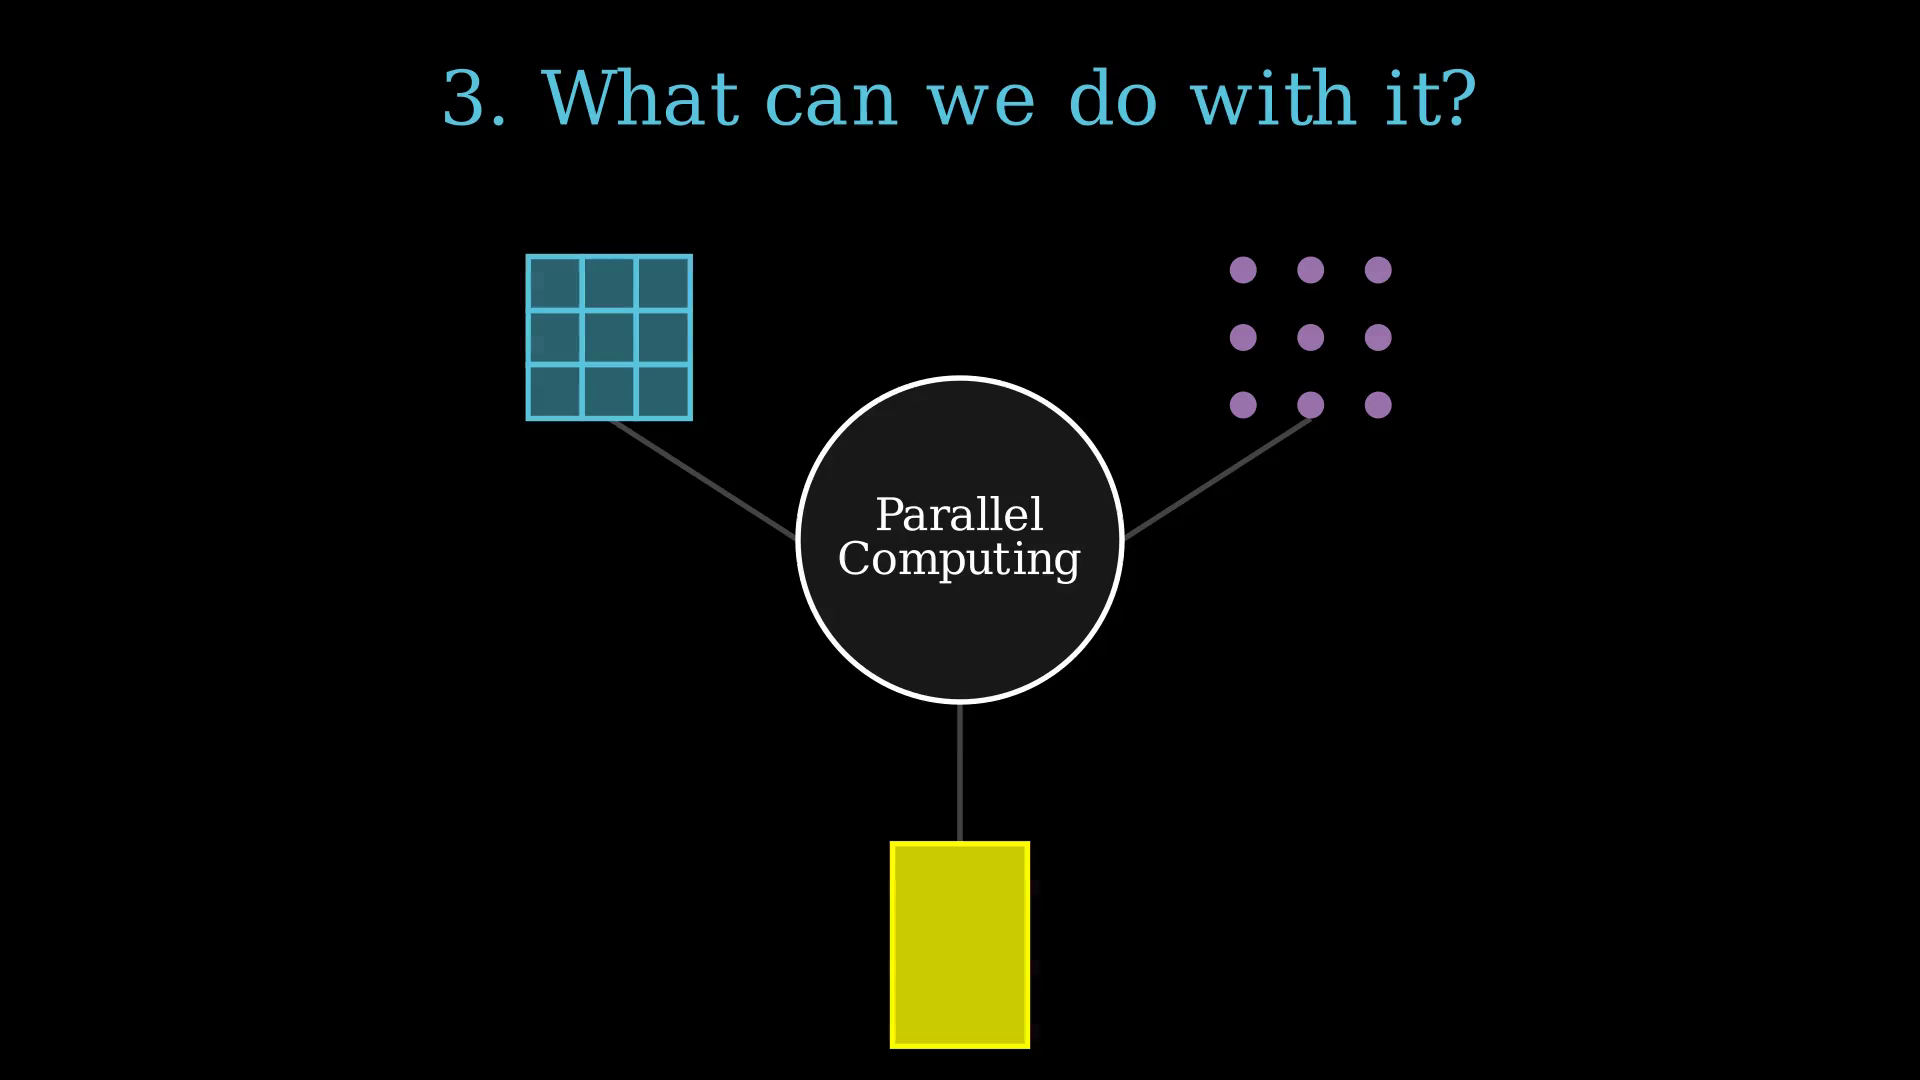 3. What can we do with it?
Parallel
Computing